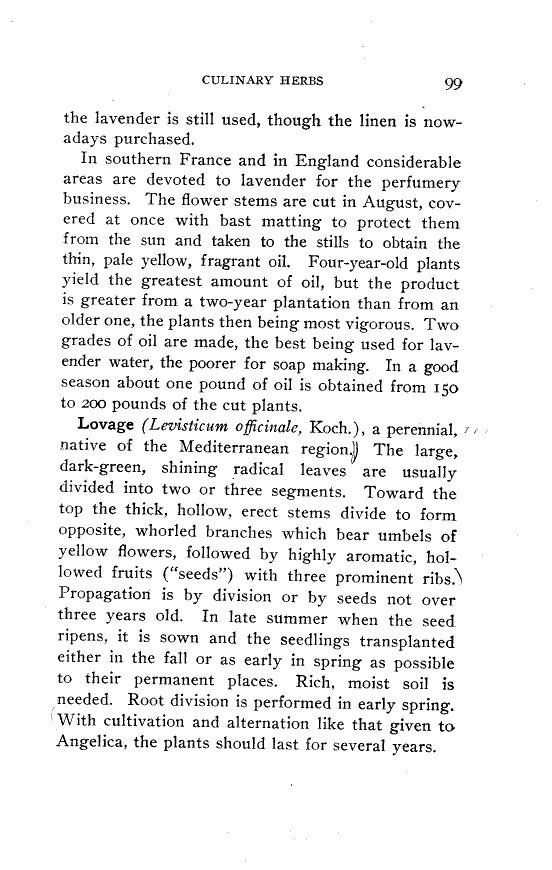 CULINARY HERBS 99
the lavender is still used, though the linen is now-
adays purchased.
In southern France and in England considerable
areas are devoted to lavender for the perfumery
business. The flower stems are cut in August, cov-
ered at once with bast matting to protect them
from the sun and taken to the stills to obtain the
thin, pale yellow, fragrant oil. Four-year-old plants
yield the greatest amount of oil, but the product
is greater from a two-year plantation than from an
older one, the plants then being most vigorous. Two
grades of oil are made, the best being used for lav-
ender water, the poorer for soap making. In a good
season about one pound of oil is obtained from 150
to 200 pounds of the cut plants.
Lovage (Levisticum officinale, Koch.), a perennial,
native of the Mediterranean region. The large,
dark-green, shining radical leaves are usually
divided into two or three segments. Toward the
top the thick, hollow, erect stems divide to form
opposite, whorled branches which bear umbels of
yellow flowers, followed by highly aromatic, hol-
lowed fruits (“seeds”) with three prominent ribs.
Propagation is by division or by seeds not over
three years old. In late summer when the seed
ripens, it is sown and the seedlings transplanted
either in the fall or as early in spring as possible
to their permanent places. Rich, moist soil is
needed. Root division is performed in early spring.
With cultivation and alternation like that given to
Angelica, the plants should last for several years.